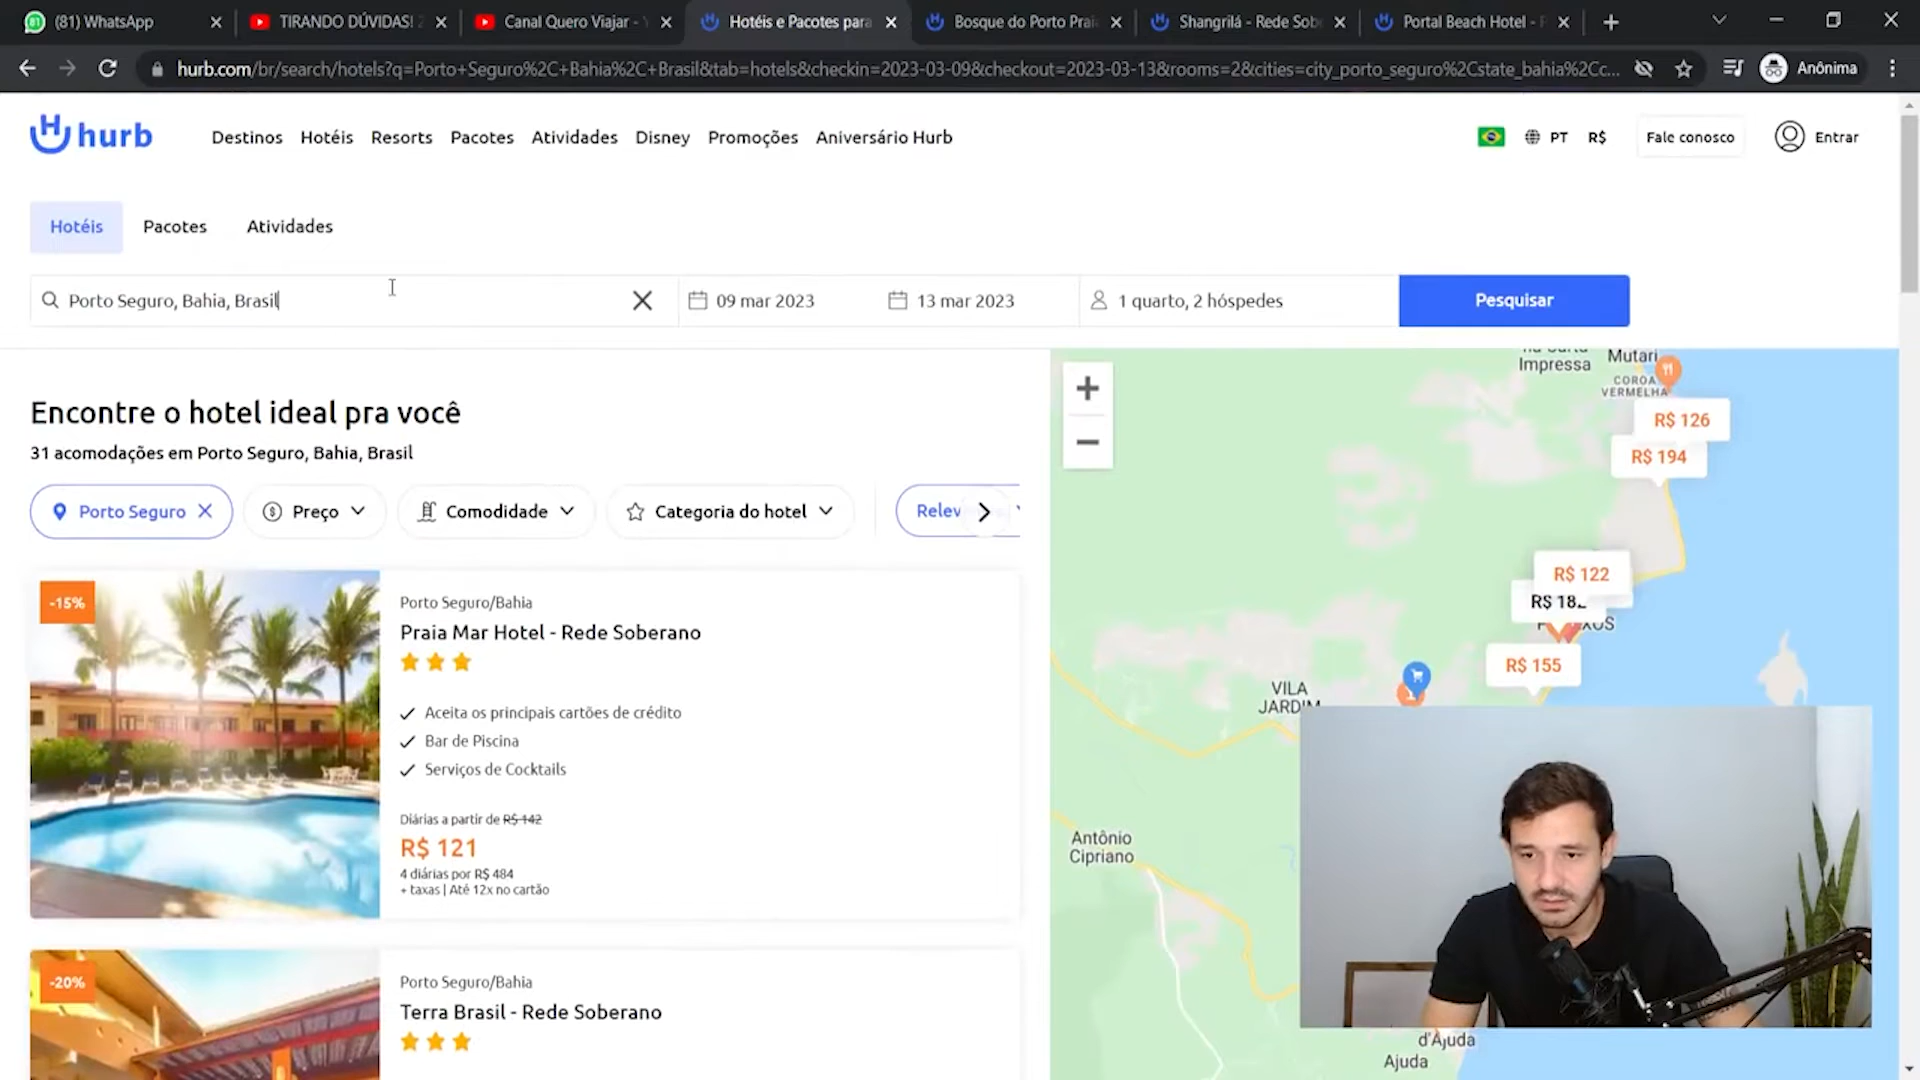 (81) WhatsApp
TIRANDO DÚVIDAS! 2
Canal Quero Viajar - Y
Hotéis e Pacotes para
Bosque do Porto Prai
Shangrilá - Rede Sob
Portal Beach Hotel - P
hurb.com/br/search/hotels?q=Porto+Seguro%2C+Bahia%2C+Brasil&tab=hotels&checkin=2023-03-09&checkout=2023-03-13&rooms=2&cities=city_porto_seguro%2Cstate_bahia%2Cc...
Anônima
hurb
Destinos Hotéis Resorts Pacotes Atividades Disney Promoções Aniversário Hurb
PT R$ Fale conosco Entrar
Hotéis Pacotes Atividades
Porto Seguro, Bahia, Brasil
09 mar 2023 13 mar 2023
1 quarto, 2 hóspedes
Pesquisar
Encontre o hotel ideal pra você
31 acomodações em Porto Seguro, Bahia, Brasil
Porto Seguro Preço Comodidade Categoria do hotel Relev
-15%
Porto Seguro/Bahia
Praia Mar Hotel - Rede Soberano
Aceita os principais cartões de crédito
Bar de Piscina
Serviços de Cocktails
Diárias a partir de R$ 142
R$ 121
4 diárias por R$ 484
+ taxas | Até 12x no cartão
-20%
Porto Seguro/Bahia
Terra Brasil - Rede Soberano
Impressa
Mutari
COROA
VERMELHA
R$ 126
R$ 194
R$ 122
R$ 182
R$ 155
VILA
JARDIM
Antônio
Cipriano
d'Ajuda
Ajuda